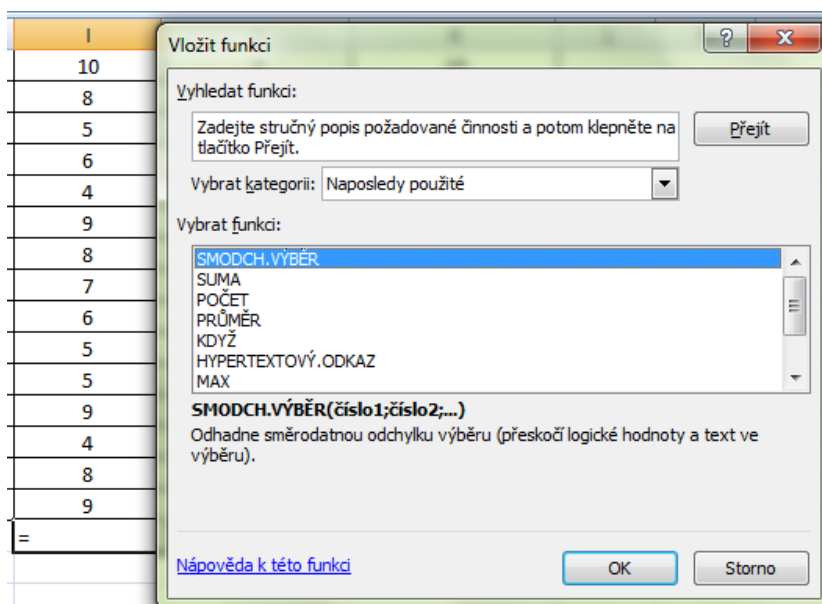 I
10
8
5
6
4
9
8
7
6
5
5
9
4
8
9
=
Vložit funkci
Vyhledat funkci:
Zadejte stručný popis požadované činnosti a potom klepněte na
tlačítko Přejít.
Přejít
Vybrat kategorii: Naposledy použité
Vybrat funkci:
SMODCH.VÝBĚR
SUMA
POČET
PRŮMĚR
KDYŽ
HYPERTEXTOVÝ.ODKAZ
MAX
SMODCH.VÝBĚR(číslo1;číslo2;...)
Odhadne směrodatnou odchylku výběru (přeskočí logické hodnoty a text ve
výběru).
Nápověda k této funkci
OK
Storno